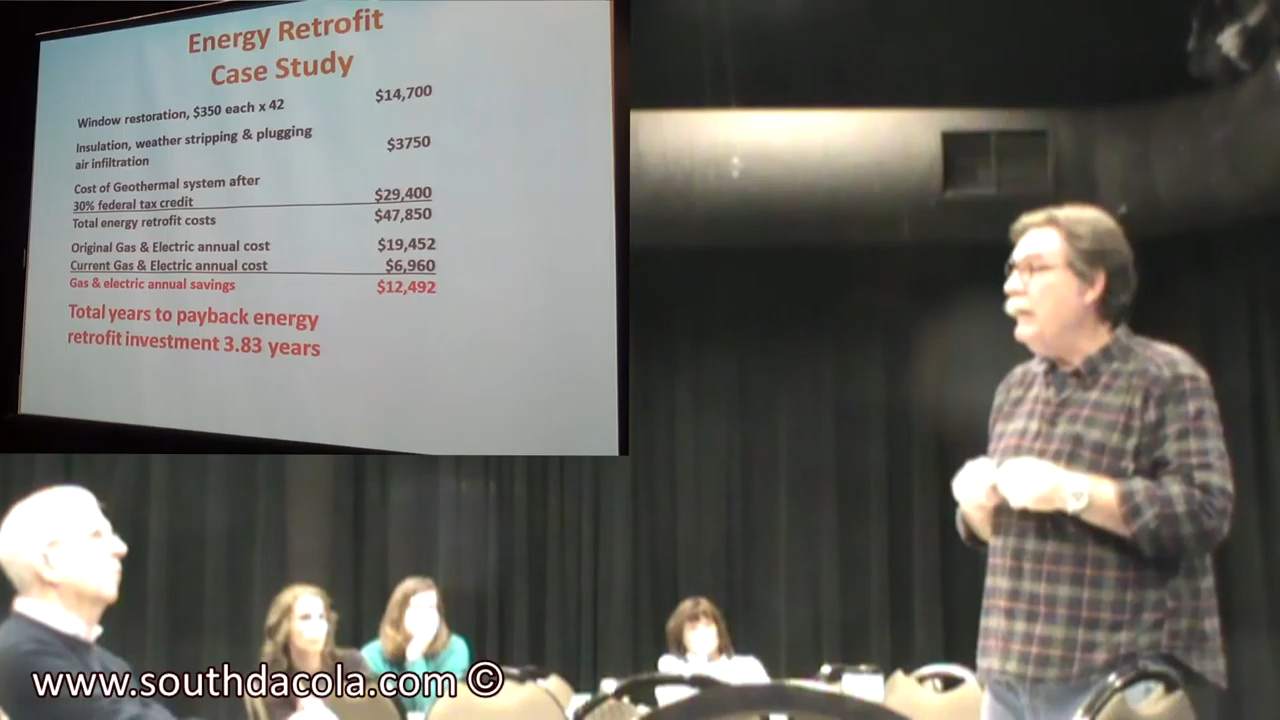 Energy Retrofit
Case Study
Window restoration, $350 each x 42 $14,700
Insulation, weather stripping & plugging
air infiltration $3750
Cost of Geothermal system after
30% federal tax credit $29,400
Total energy retrofit costs $47,850
Original Gas & Electric annual cost $19,452
Current Gas & Electric annual cost $6,960
Gas & electric annual savings $12,492
Total years to payback energy
retrofit investment 3.83 years
www.southdacola.com ©